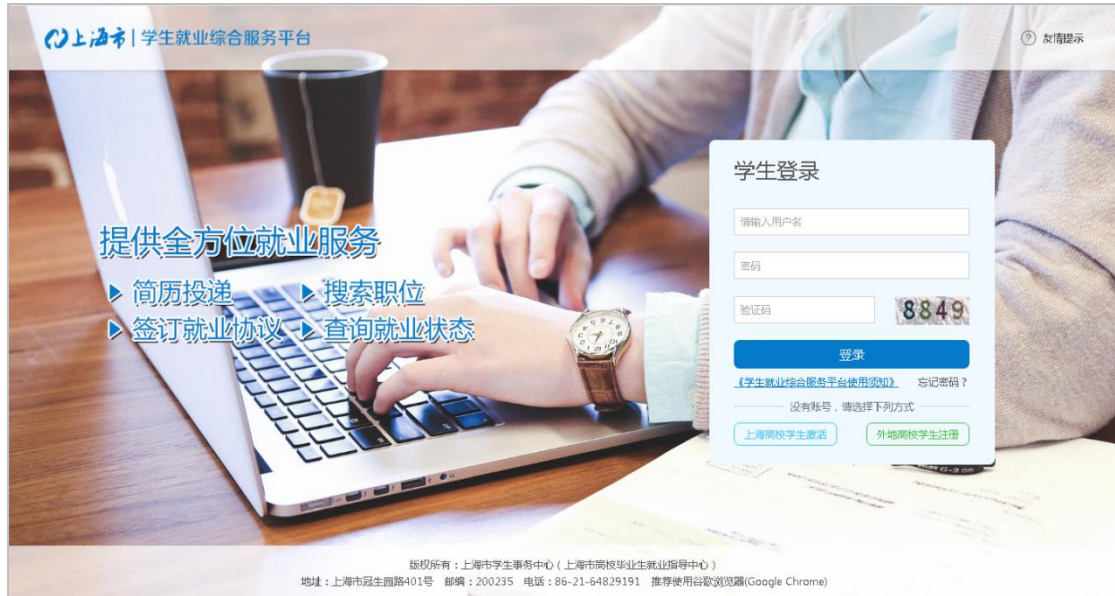 上海市 | 学生就业综合服务平台
? 友情提示
学生登录
请输入用户名
密码
验证码 8849
登录
《学生就业综合服务平台使用须知》 忘记密码？
没有账号，请选择下列方式
上海高校学生激活 外地高校学生注册
提供全方位就业服务
▶ 简历投递 ▶ 搜索职位
▶ 签订就业协议 ▶ 查询就业状态
版权所有：上海市学生事务中心（上海市高校毕业生就业指导中心）
地址：上海市冠生园路401号 邮编：200235 电话：86-21-64829191 推荐使用谷歌浏览器(Google Chrome)